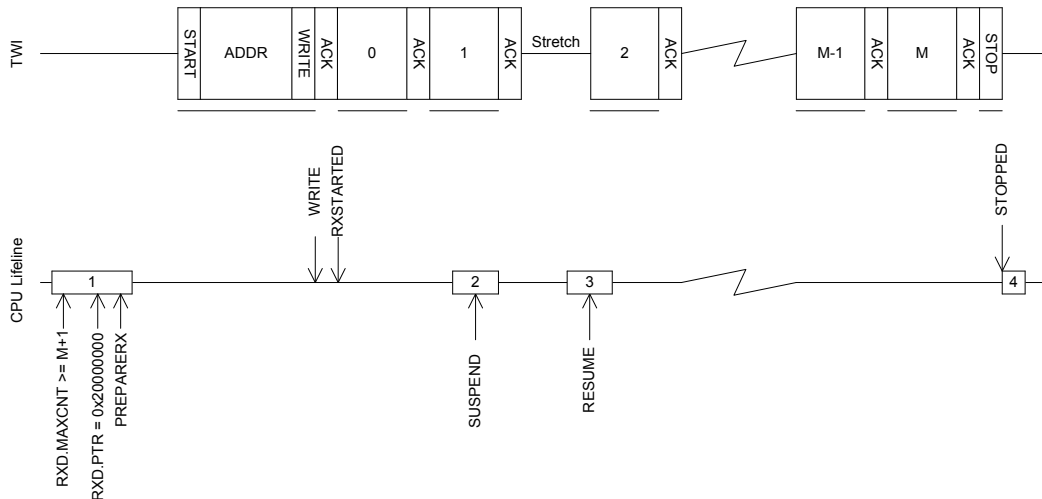 TWI
START
ADDR
WRITE
ACK
0
ACK
1
ACK
Stretch
2
ACK
M-1
ACK
M
ACK
STOP
CPU Lifeline
WRITE
RXSTARTED
STOPPED
1
2
3
4
RXD.MAXCNT >= M+1
RXD.PTR = 0x20000000
PREPARERX
SUSPEND
RESUME